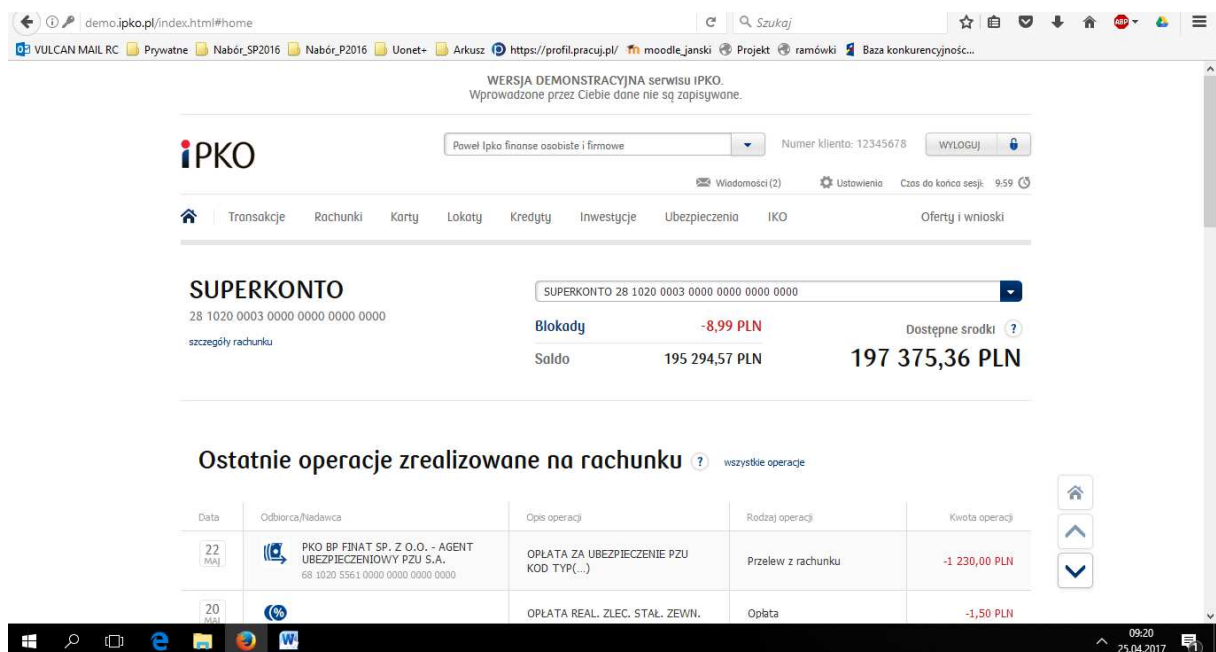 demo.ipko.pl/index.html#home
Szukaj
ABP
VULCAN MAIL RC Prywatne Nabór_SP2016 Nabór_P2016 Uonet+ Arkusz https://profil.pracuj.pl/ moodle_janski Projekt ramówki Baza konkurencyjnośc...
WERSJA DEMONSTRACYJNA serwisu iPKO.
Wprowadzone przez Ciebie dane nie są zapisywane.
iPKO
Paweł Ipko finanse osobiste i firmowe
Numer klienta: 12345678
WYLOGUJ
Wiadomości (2) Ustawienia Czas do końca sesji: 9:59
Transakcje Rachunki Karty Lokaty Kredyty Inwestycje Ubezpieczenia IKO Oferty i wnioski
SUPERKONTO
28 1020 0003 0000 0000 0000 0000
szczegóły rachunku
SUPERKONTO 28 1020 0003 0000 0000 0000 0000
Blokady -8,99 PLN
Saldo 195 294,57 PLN
Dostępne środki ?
197 375,36 PLN
Ostatnie operacje zrealizowane na rachunku ? wszystkie operacje
Data Odbiorca/Nadawca Opis operacji Rodzaj operacji Kwota operacji
22
MAJ
PKO BP FINAT SP. Z O.O. - AGENT
UBEZPIECZENIOWY PZU S.A.
68 1020 5561 0000 0000 0000 0000
OPŁATA ZA UBEZPIECZENIE PZU
KOD TYP(...)
Przelew z rachunku
-1 230,00 PLN
20
MAJ
OPŁATA REAL. ZLEC. STAŁ. ZEWN.
Opłata
-1,50 PLN
09:20
25.04.2017